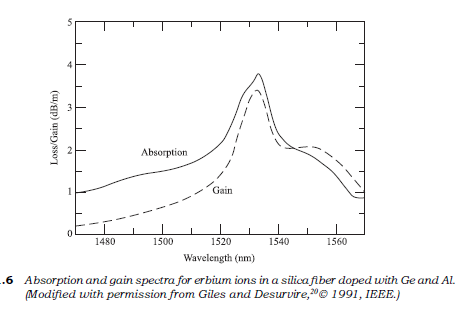 5
4
3
2
1
0
Loss/Gain (dB/m)
Absorption
Gain
1480 1500 1520 1540 1560
Wavelength (nm)
.6 Absorption and gain spectra for erbium ions in a silica fiber doped with Ge and Al.
(Modified with permission from Giles and Desurvire,20 © 1991, IEEE.)